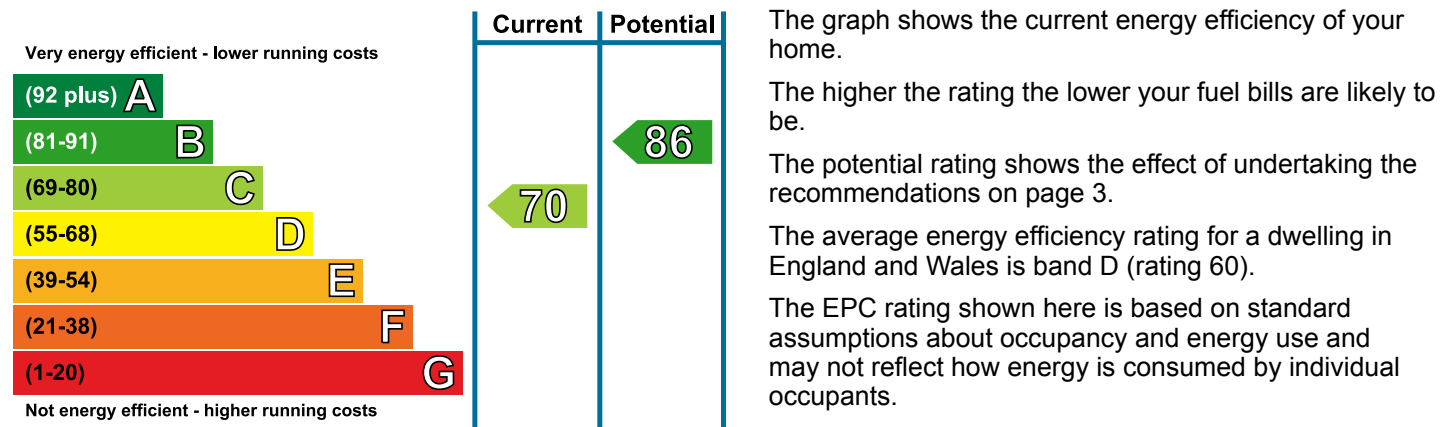 Current Potential
Very energy efficient - lower running costs
(92 plus) A
(81-91) B
86
(69-80) C
70
(55-68) D
(39-54) E
(21-38) F
(1-20) G
Not energy efficient - higher running costs
The graph shows the current energy efficiency of your
home.
The higher the rating the lower your fuel bills are likely to
be.
The potential rating shows the effect of undertaking the
recommendations on page 3.
The average energy efficiency rating for a dwelling in
England and Wales is band D (rating 60).
The EPC rating shown here is based on standard
assumptions about occupancy and energy use and
may not reflect how energy is consumed by individual
occupants.